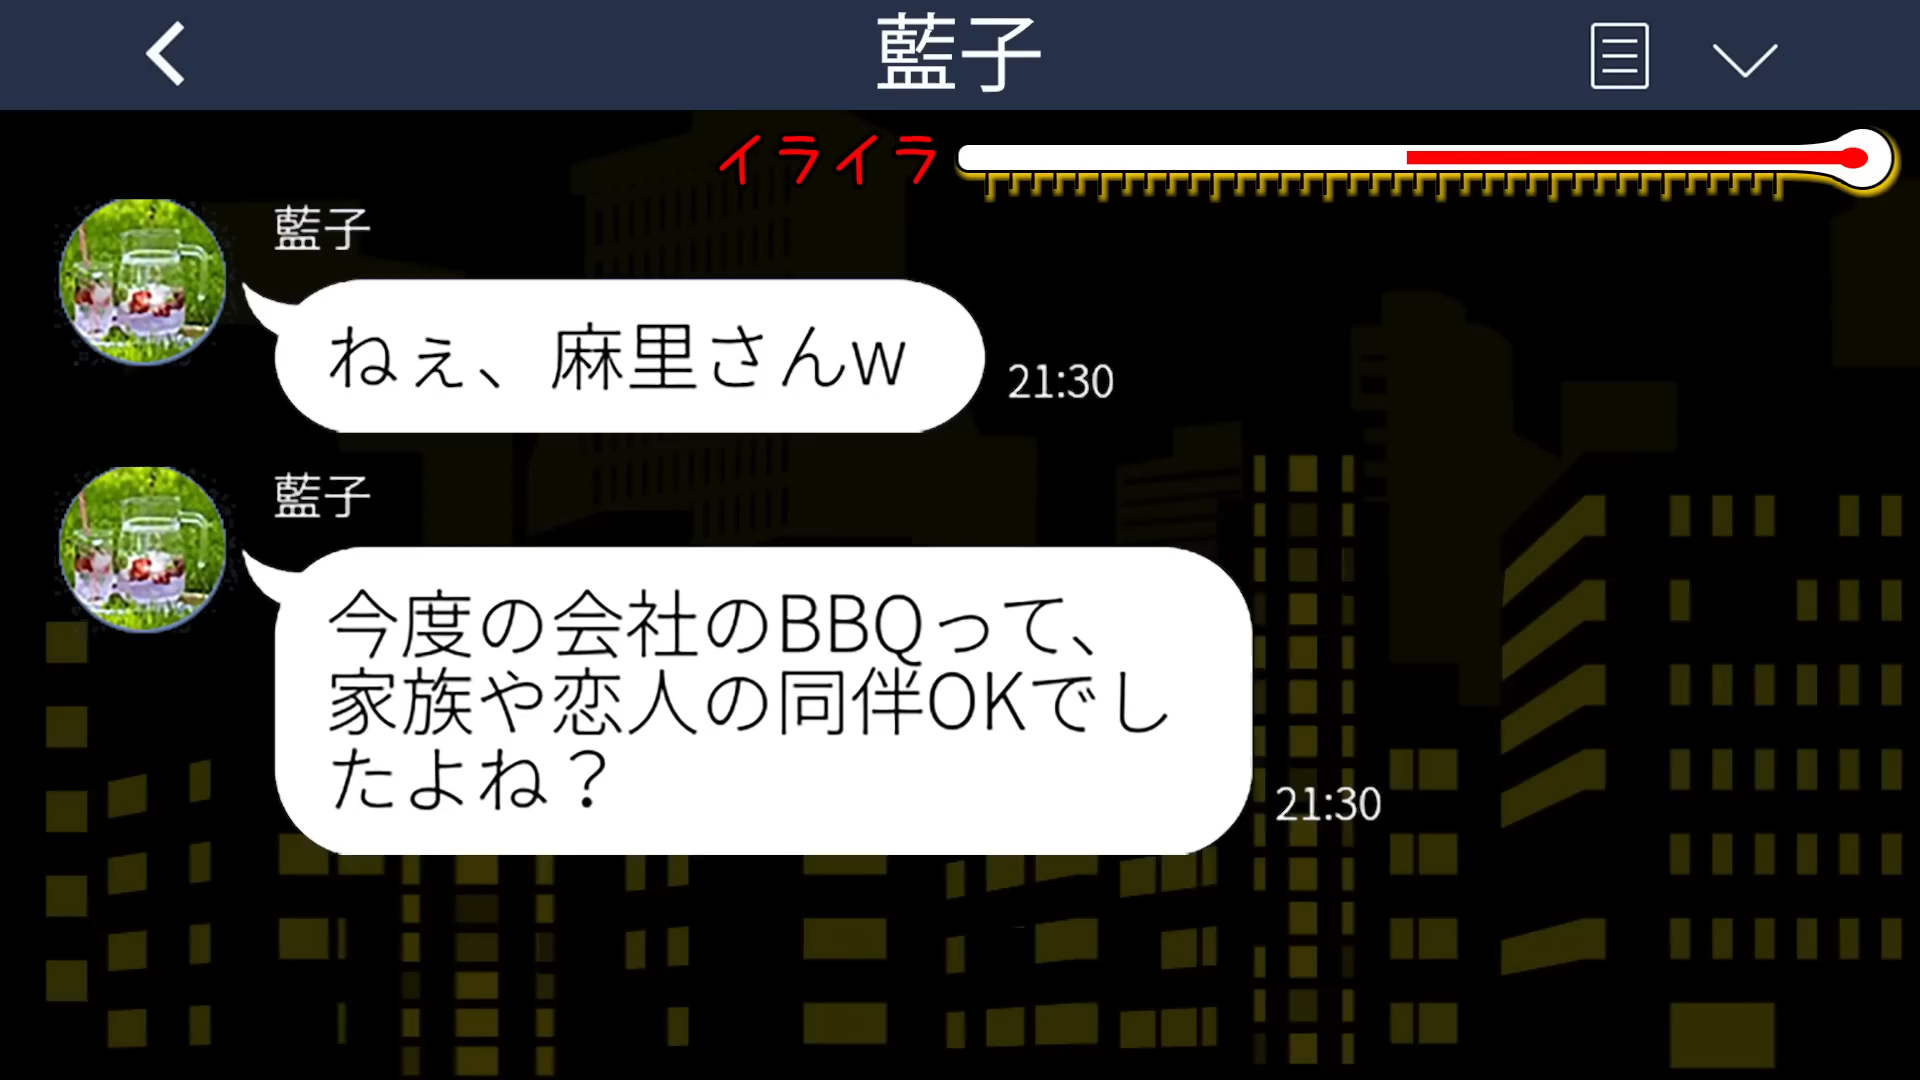 藍子
イライラ
藍子
ねぇ、麻里さんw
21:30
藍子
今度の会社のBBQって、
家族や恋人の同伴OKでし
たよね？
21:30